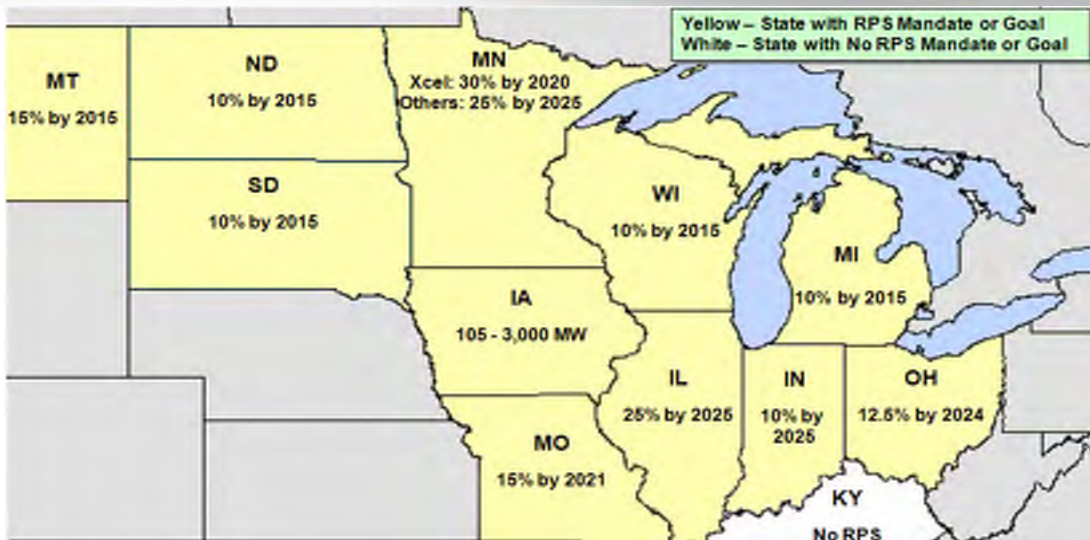 Yellow – State with RPS Mandate or Goal
White – State with No RPS Mandate or Goal
MT
15% by 2015
ND
10% by 2015
MN
Xcel: 30% by 2020
Others: 25% by 2025
SD
10% by 2015
WI
10% by 2015
MI
10% by 2015
IA
105 - 3,000 MW
IL
25% by 2025
IN
10% by
2025
OH
12.5% by 2024
MO
15% by 2021
KY
No RPS